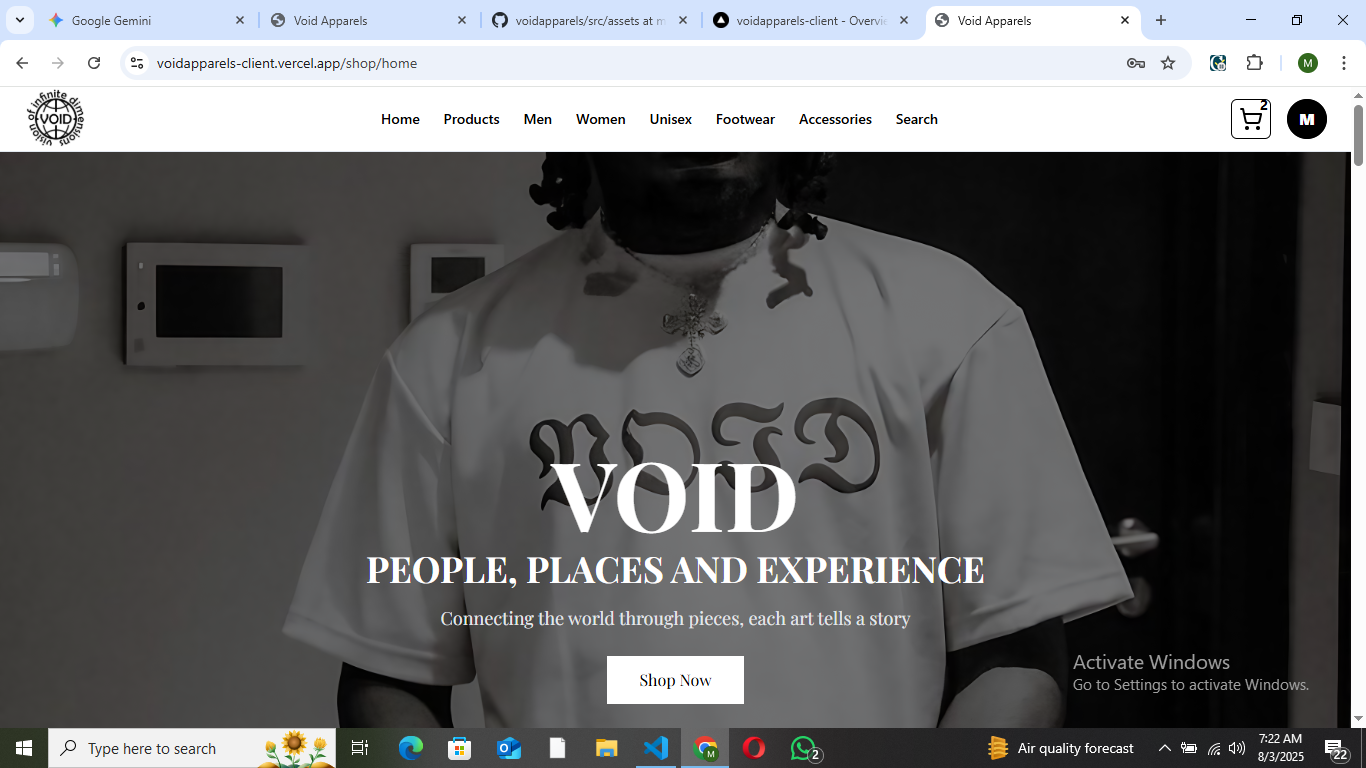 Google Gemini
Void Apparels
voidapparels/src/assets at m
voidapparels-client - Overvie
Void Apparels
voidapparels-client.vercel.app/shop/home
M
vision of infinite dimensions
VOID
Home
Products
Men
Women
Unisex
Footwear
Accessories
Search
2
M
VOID
VOID
PEOPLE, PLACES AND EXPERIENCE
Connecting the world through pieces, each art tells a story
Shop Now
Activate Windows
Go to Settings to activate Windows.
Type here to search
M
2
Air quality forecast
7:22 AM
8/3/2025
22